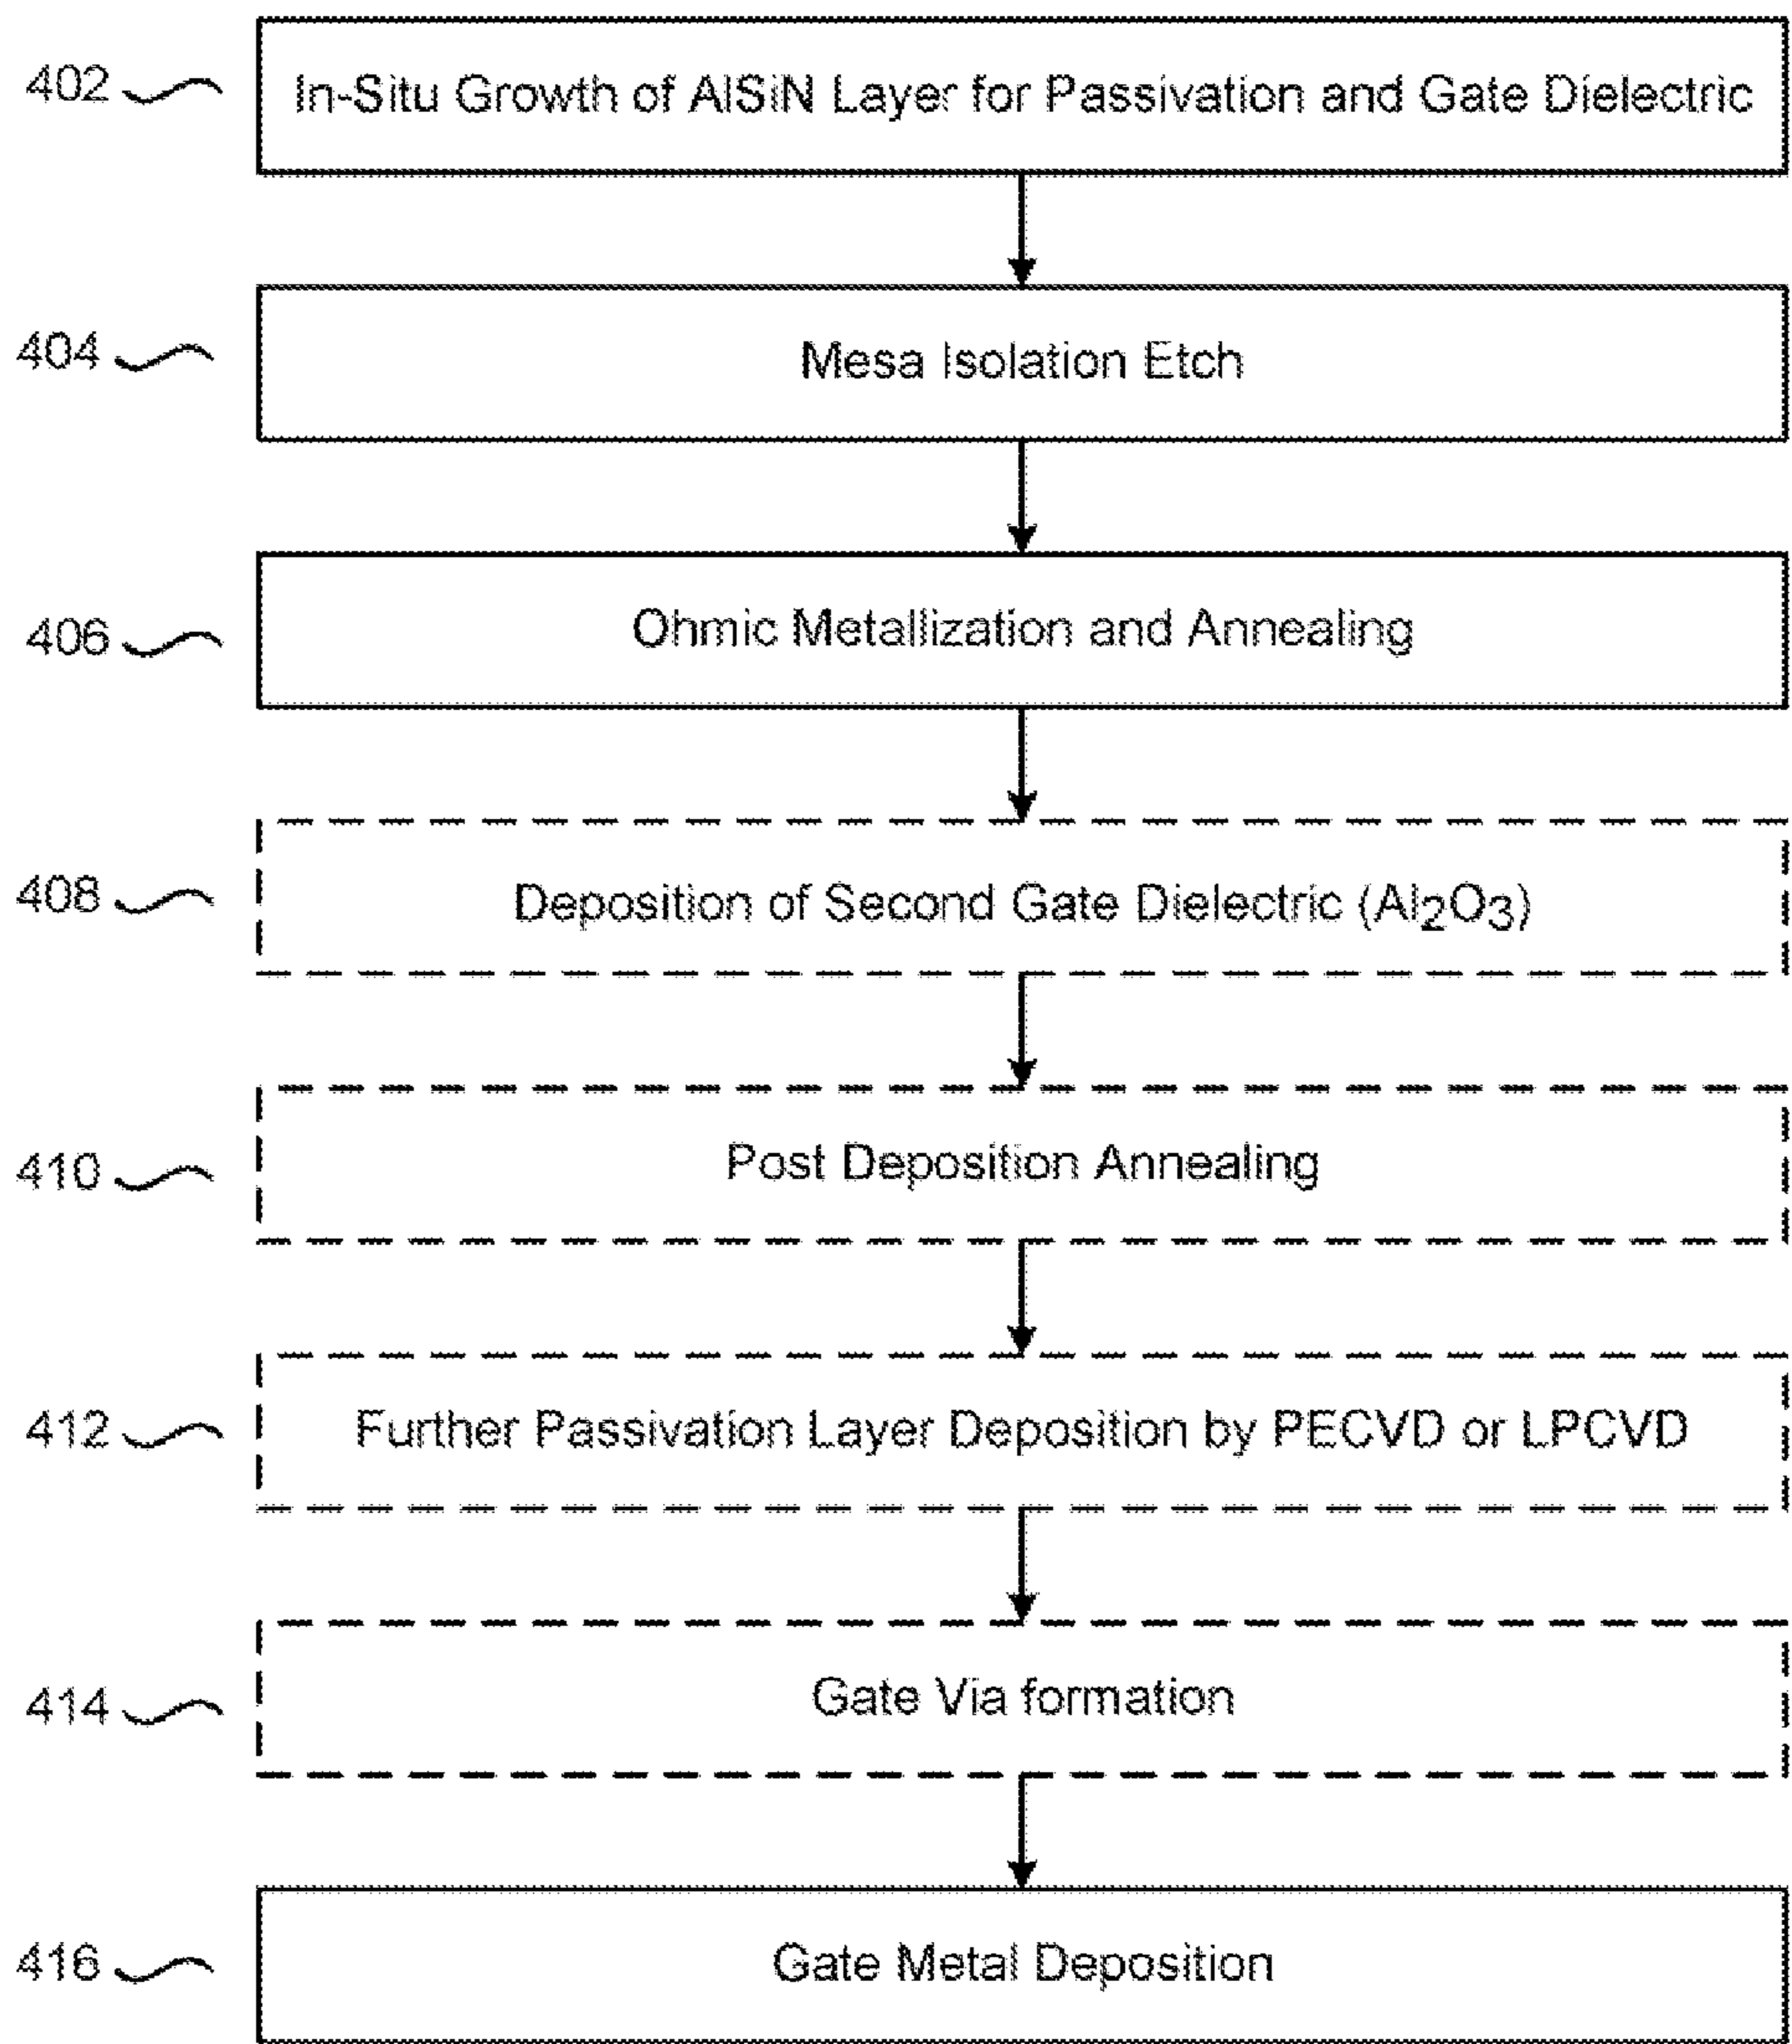 402 In-Situ Growth of AlSiN Layer for Passivation and Gate Dielectric
404 Mesa Isolation Etch
406 Ohmic Metallization and Annealing
408 Deposition of Second Gate Dielectric (Al₂O₃)
410 Post Deposition Annealing
412 Further Passivation Layer Deposition by PECVD or LPCVD
414 Gate Via formation
416 Gate Metal Deposition